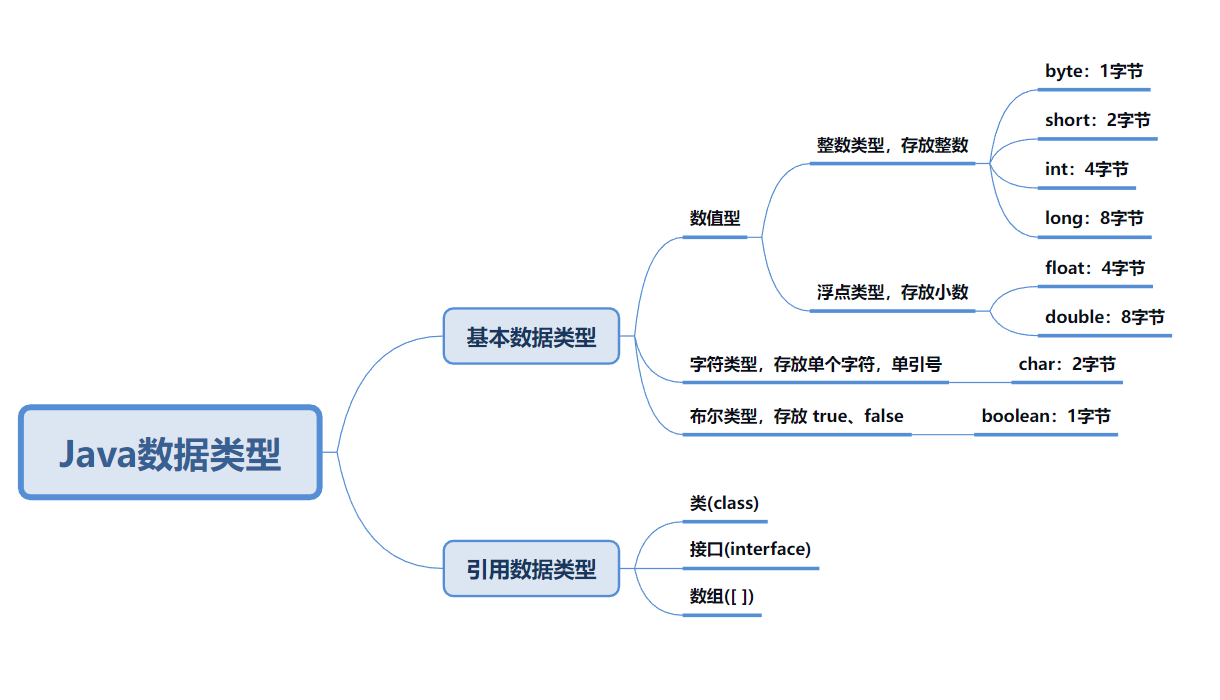 Java数据类型
基本数据类型
数值型
整数类型，存放整数
byte：1字节
short：2字节
int：4字节
long：8字节
浮点类型，存放小数
float：4字节
double：8字节
字符类型，存放单个字符，单引号
char：2字节
布尔类型，存放 true、false
boolean：1字节
引用数据类型
类(class)
接口(interface)
数组([ ])